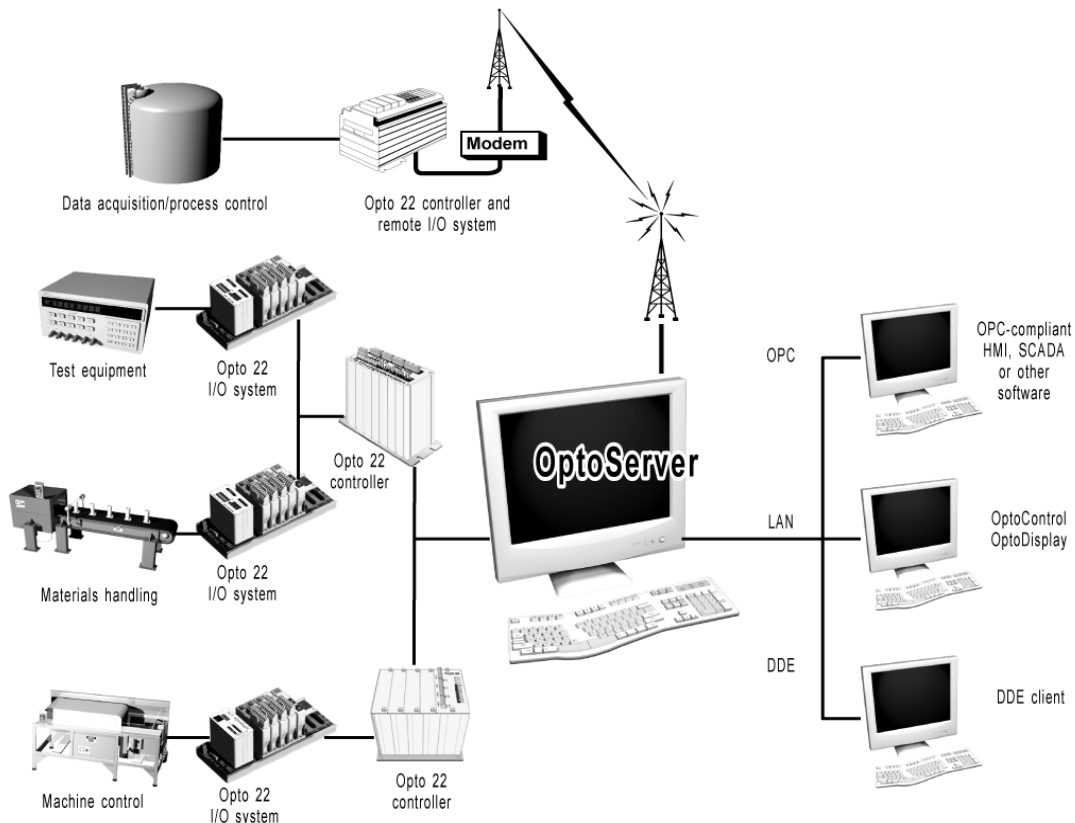 Modem
Data acquisition/process control
Opto 22 controller and
remote I/O system
Test equipment
Opto 22
I/O system
Opto 22
controller
OptoServer
OPC
OPC-compliant
HMI, SCADA
or other
software
LAN
OptoControl
OptoDisplay
Materials handling
Opto 22
I/O system
DDE
DDE client
Machine control
Opto 22
I/O system
Opto 22
controller